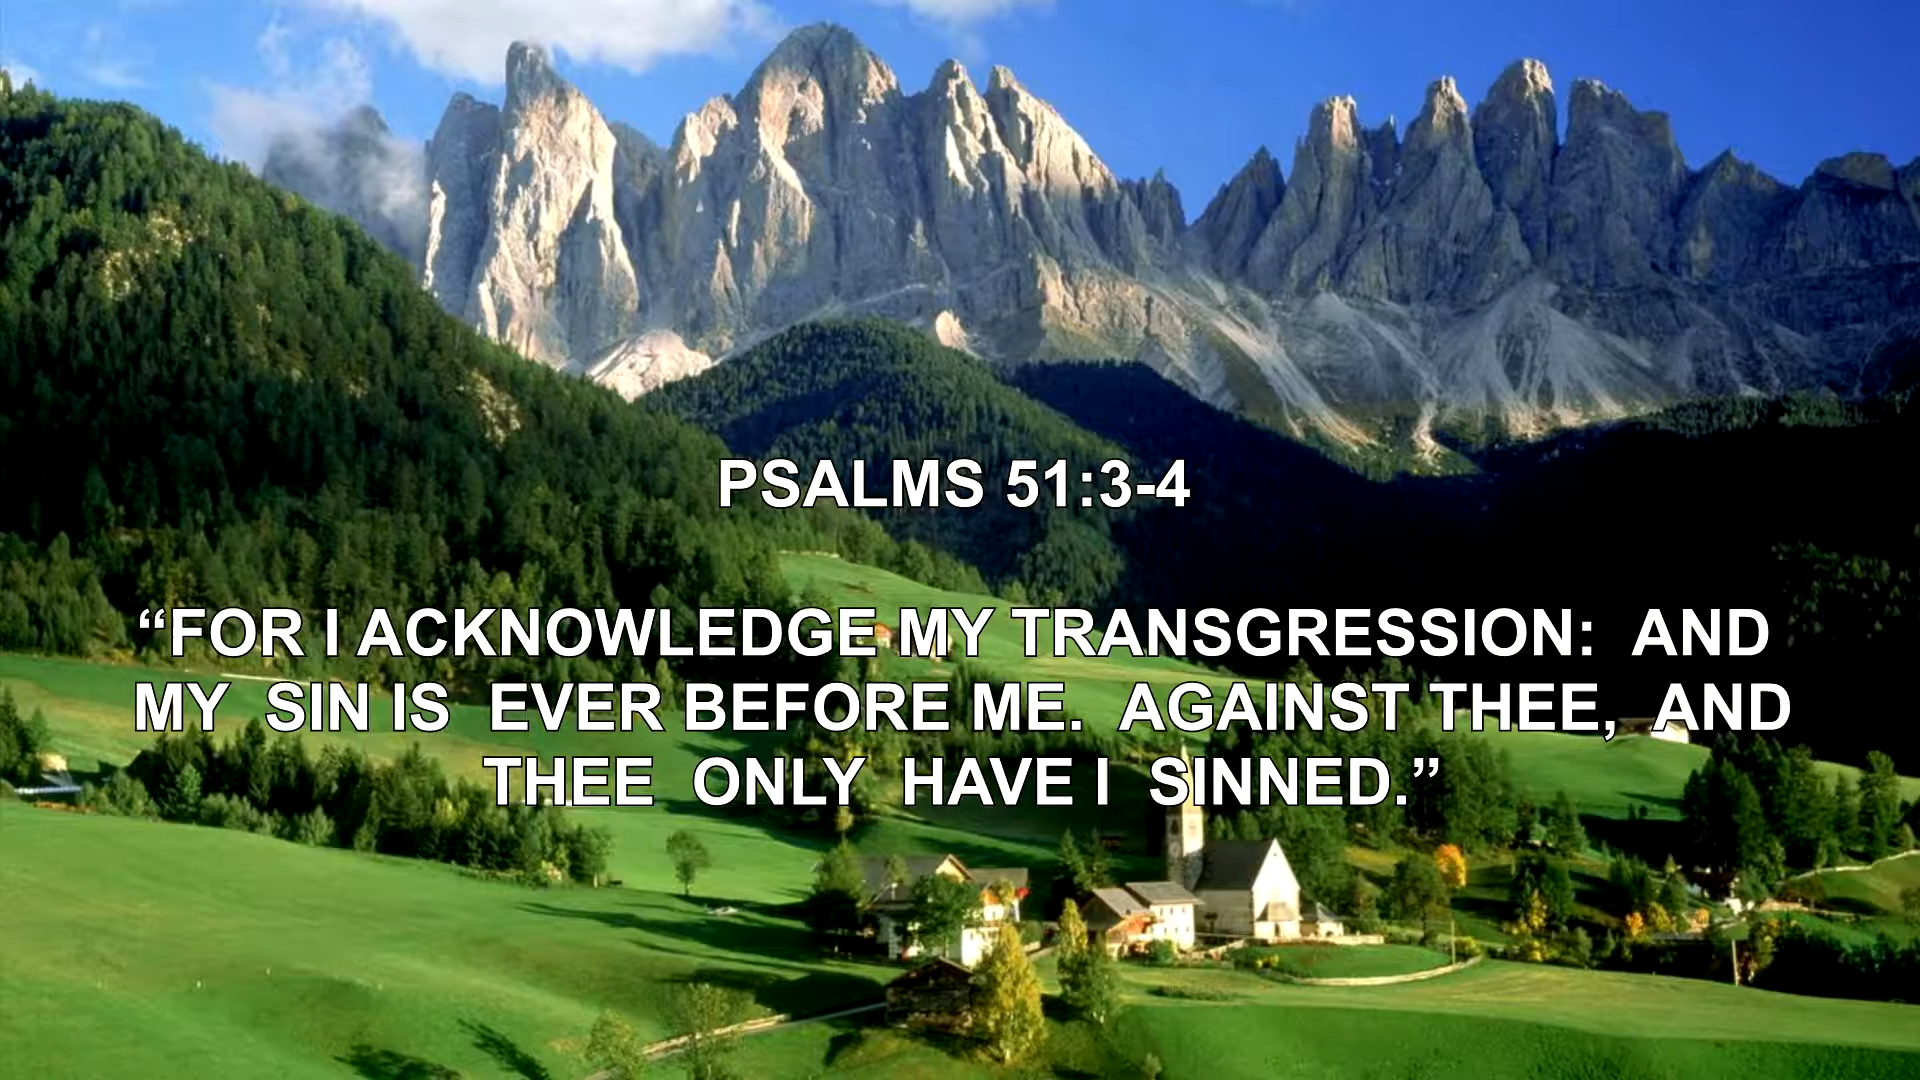 PSALMS 51:3-4
“FOR I ACKNOWLEDGE MY TRANSGRESSION: AND
MY SIN IS EVER BEFORE ME. AGAINST THEE, AND
THEE ONLY HAVE I SINNED.”